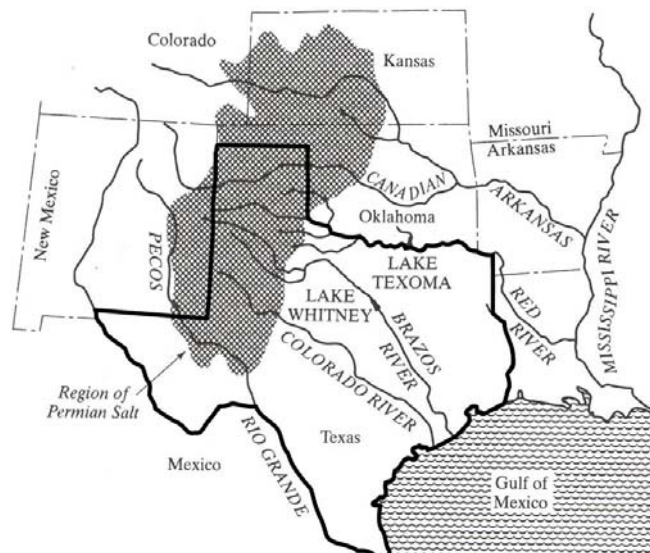 Colorado
Kansas
Missouri
Arkansas
New Mexico
PECOS
CANADIAN
ARKANSAS
Oklahoma
MISSISSIPPI RIVER
LAKE
TEXOMA
LAKE
WHITNEY
RED
RIVER
BRAZOS
RIVER
COLORADO RIVER
Region of
Permian Salt
RIO GRANDE
Texas
Mexico
Gulf of
Mexico